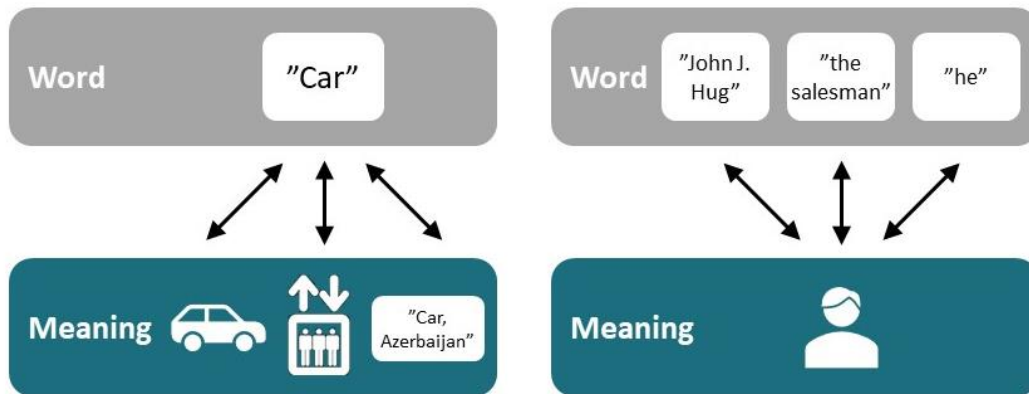 Word
”Car”
Meaning
”Car,
Azerbaijan”
Word
”John J.
Hug”
”the
salesman”
”he”
Meaning